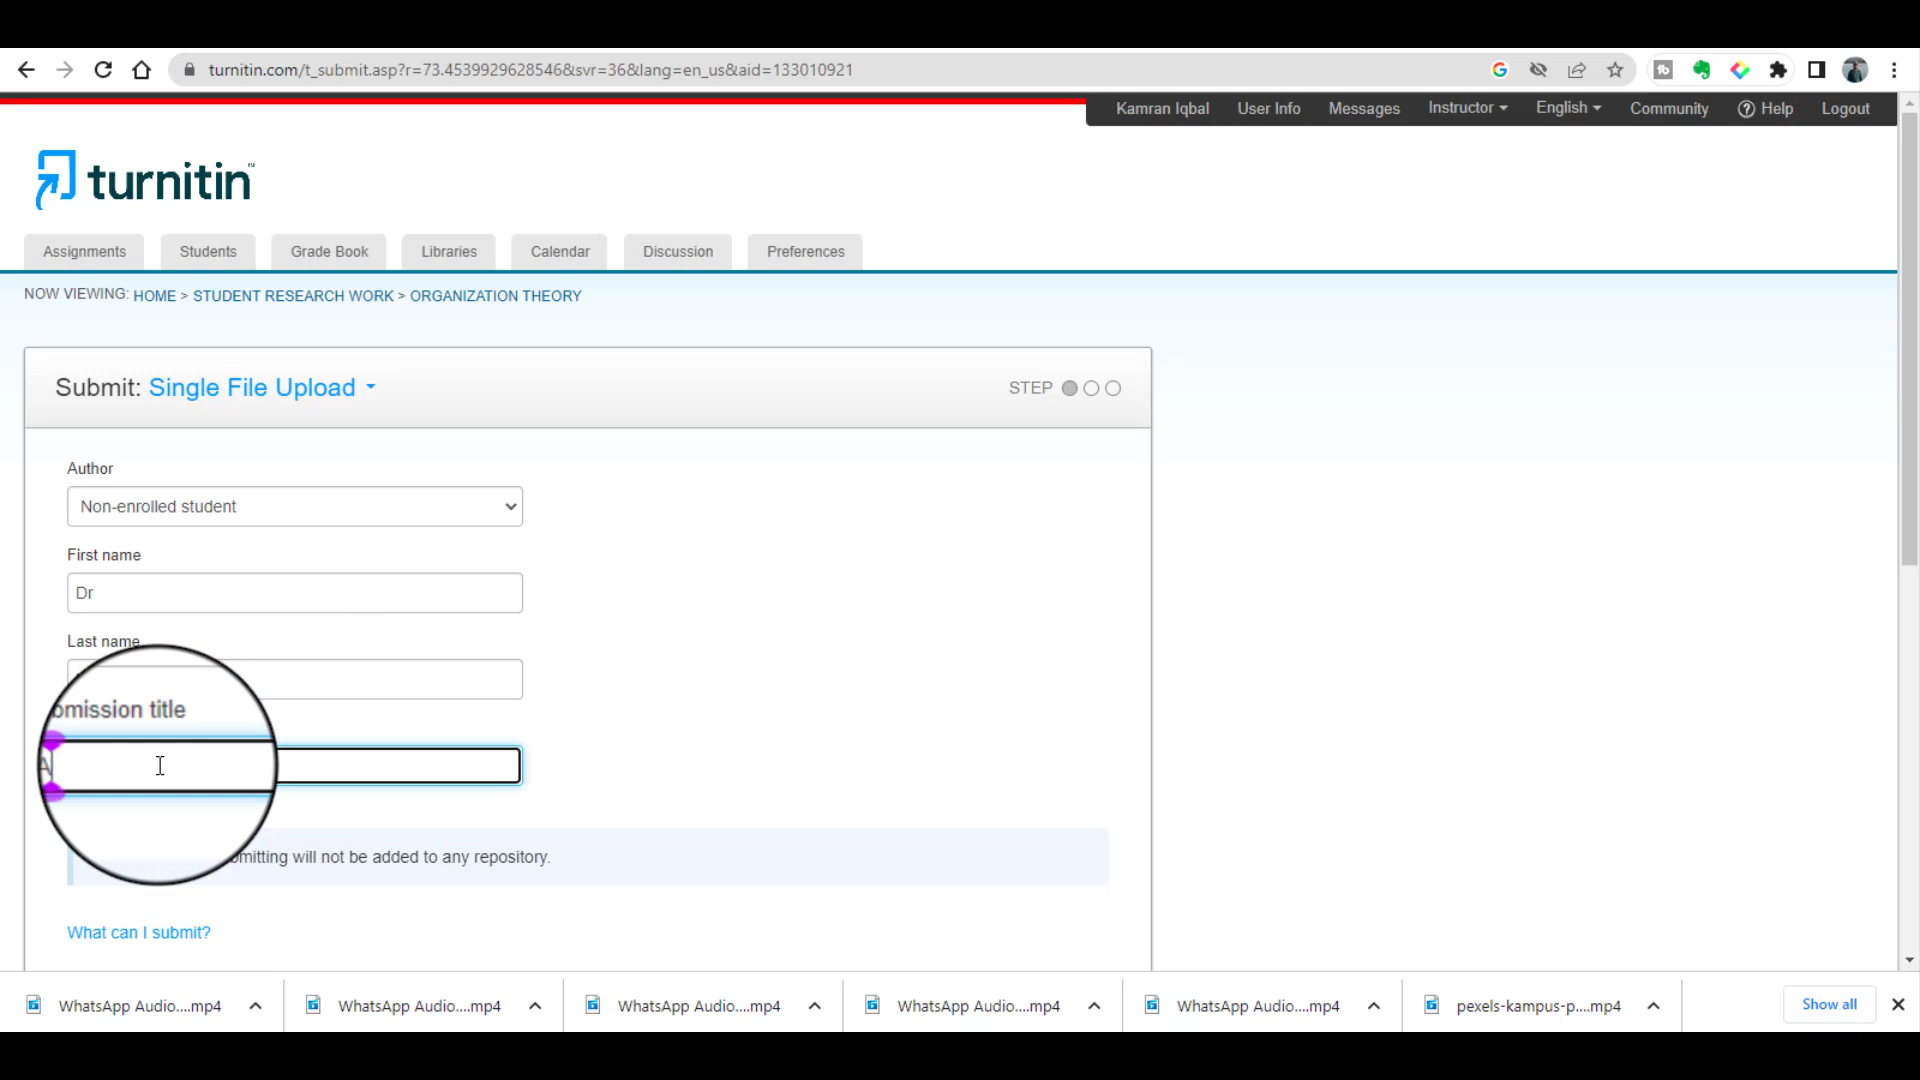 turnitin.com/t_submit.asp?r=73.4539929628546&svr=36&lang=en_us&aid=133010921
Kamran Iqbal User Info Messages Instructor English Community Help Logout
turnitin
Assignments Students Grade Book Libraries Calendar Discussion Preferences
NOW VIEWING: HOME > STUDENT RESEARCH WORK > ORGANIZATION THEORY
Submit: Single File Upload
STEP
Author
Non-enrolled student
First name
Dr
Last name
omission title
A
omitting will not be added to any repository.
What can I submit?
WhatsApp Audio....mp4 WhatsApp Audio....mp4 WhatsApp Audio....mp4 WhatsApp Audio....mp4 WhatsApp Audio....mp4 pexels-kampus-p....mp4 Show all